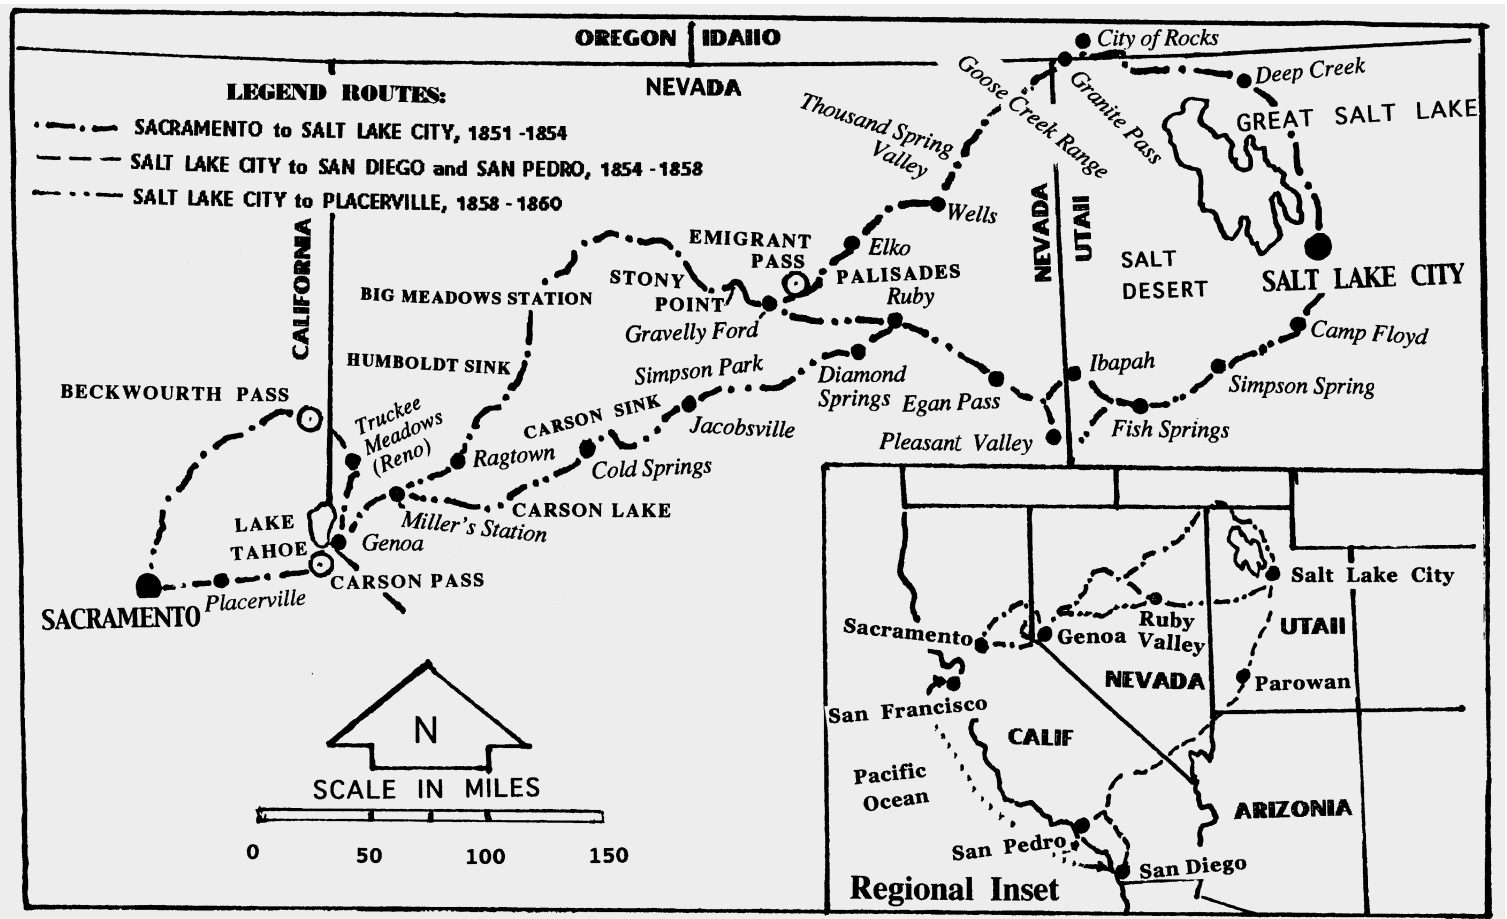 OREGON IDAHO
City of Rocks
NEVADA
Goose Creek Range
Granite Pass
Deep Creek
LEGEND ROUTES:
SACRAMENTO to SALT LAKE CITY, 1851 -1854
SALT LAKE CITY to SAN DIEGO and SAN PEDRO, 1854 -1858
SALT LAKE CITY to PLACERVILLE, 1858 - 1860
Thousand Spring
Valley
GREAT SALT LAKE
CALIFORNIA
NEVADA
UTAH
Wells
EMIGRANT
PASS
Elko
STONY
POINT
PALISADES
Ruby
SALT
DESERT
SALT LAKE CITY
BIG MEADOWS STATION
Gravelly Ford
Camp Floyd
HUMBOLDT SINK
Simpson Park
Diamond
Springs
Egan Pass
Ibapah
Simpson Spring
BECKWOURTH PASS
Truckee
Meadows
(Reno)
CARSON SINK
Jacobsville
Pleasant Valley
Fish Springs
Ragtown
Cold Springs
LAKE
TAHOE
CARSON LAKE
Miller's Station
Genoa
CARSON PASS
SACRAMENTO
Placerville
N
SCALE IN MILES
0 50 100 150
Salt Lake City
Sacramento
Genoa
Ruby
Valley
UTAH
NEVADA
Parowan
San Francisco
CALIF
Pacific
Ocean
ARIZONIA
San Pedro
San Diego
Regional Inset